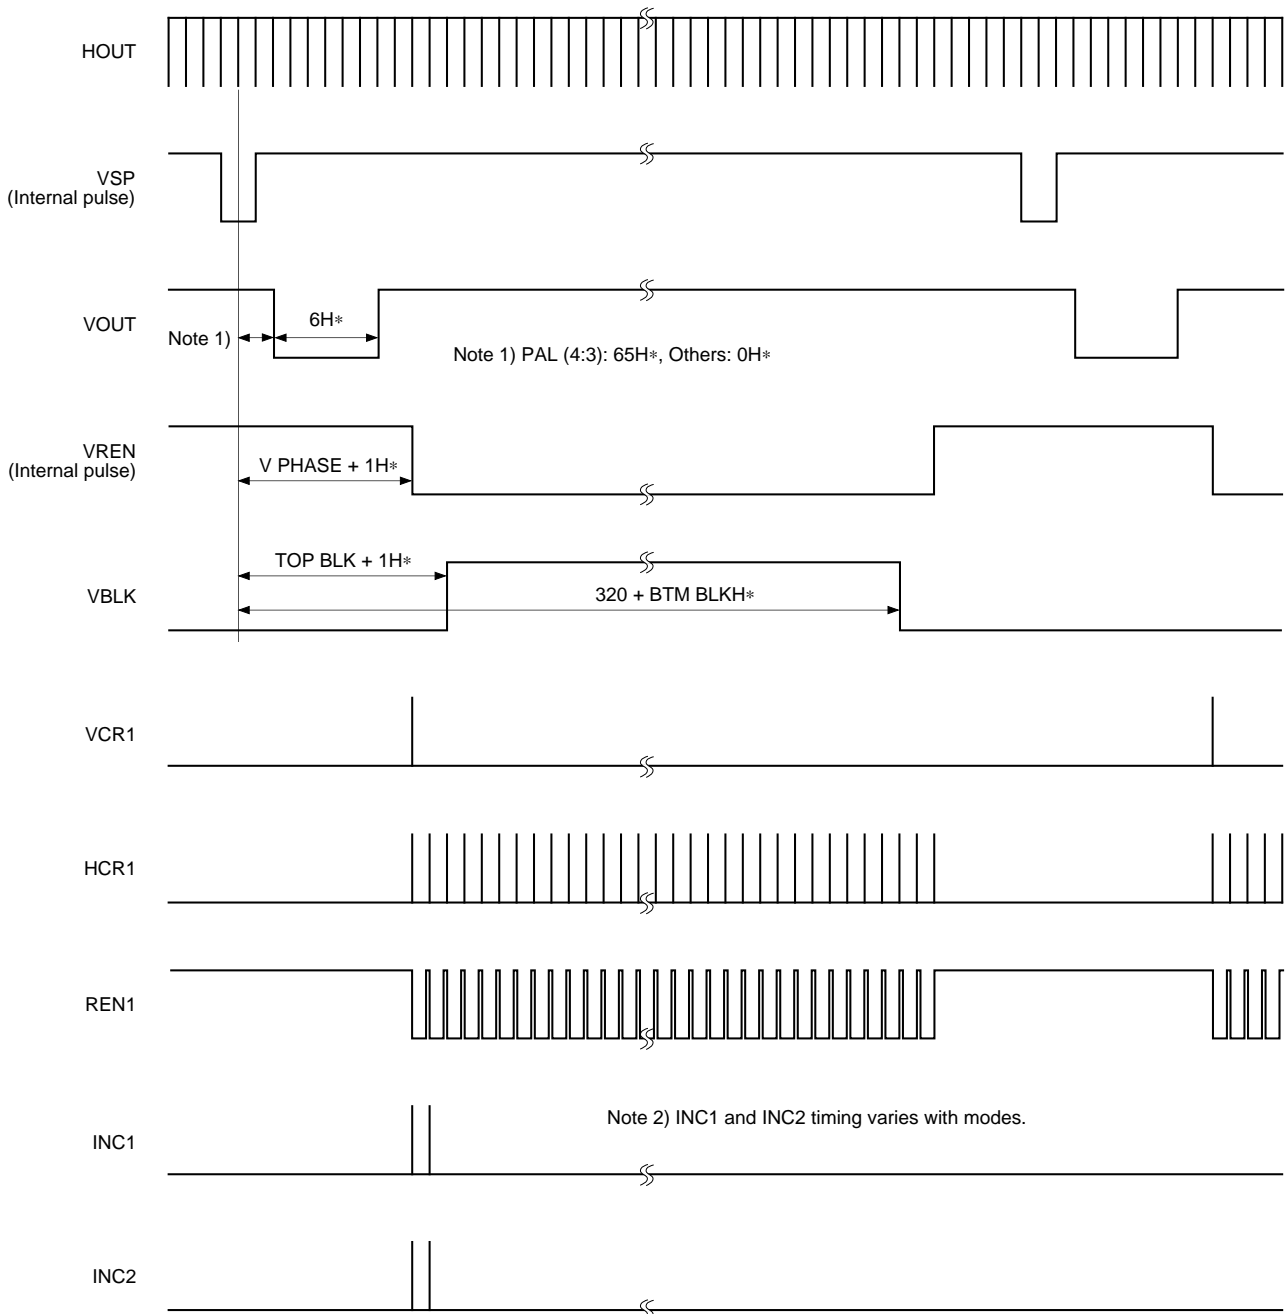 HOUT
VSP
(Internal pulse)
VOUT
Note 1)
6H*
Note 1) PAL (4:3): 65H*, Others: 0H*
VREN
(Internal pulse)
V PHASE + 1H*
TOP BLK + 1H*
VBLK
320 + BTM BLKH*
VCR1
HCR1
REN1
Note 2) INC1 and INC2 timing varies with modes.
INC1
INC2